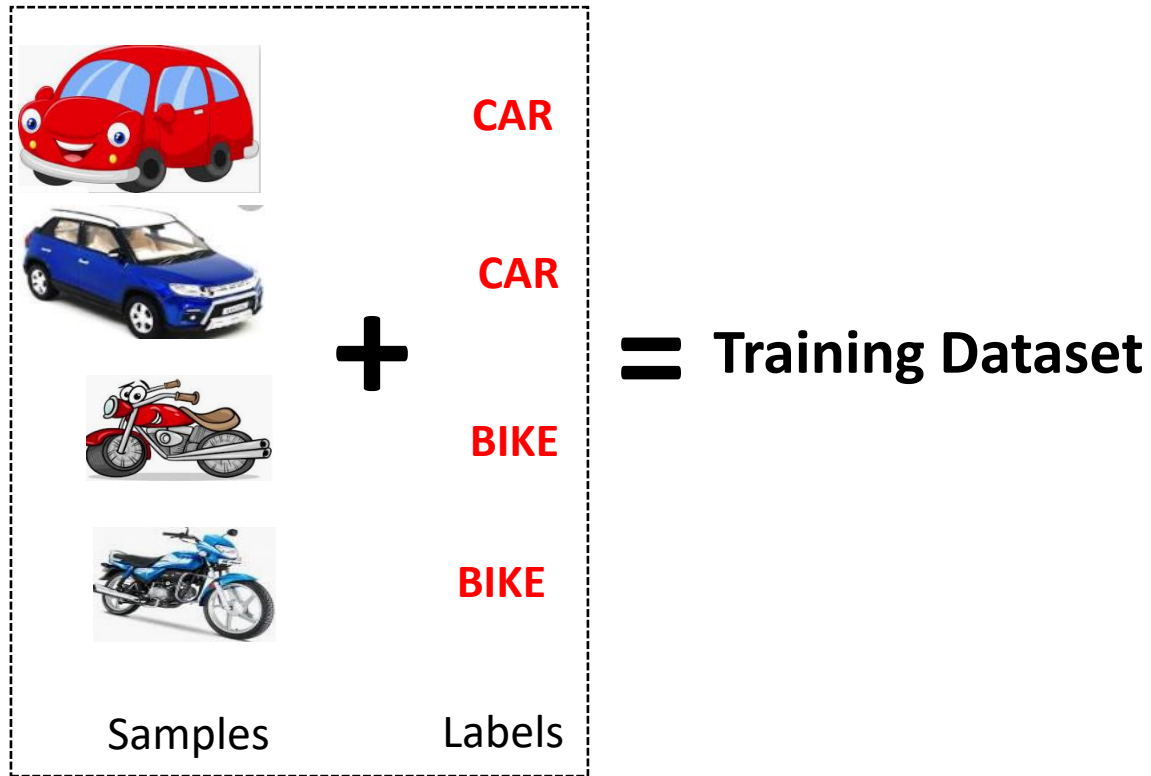 CAR
CAR
+
= Training Dataset
BIKE
BIKE
Samples Labels